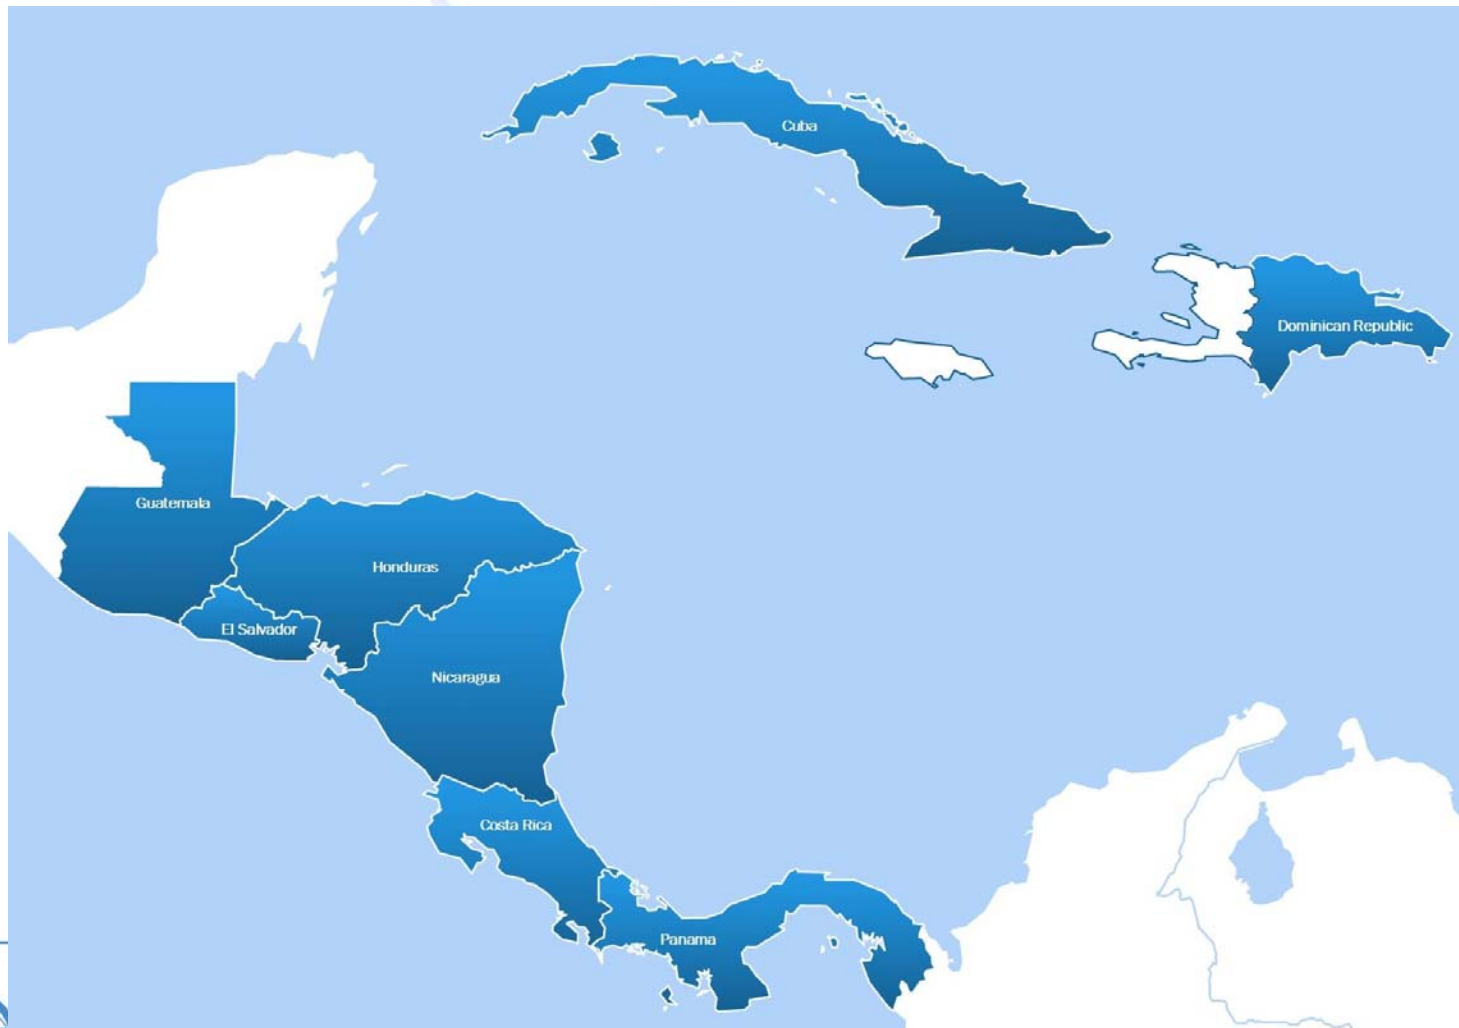 Cuba
Dominican Republic
Guatemala
Honduras
El Salvador
Nicaragua
Costa Rica
Panama